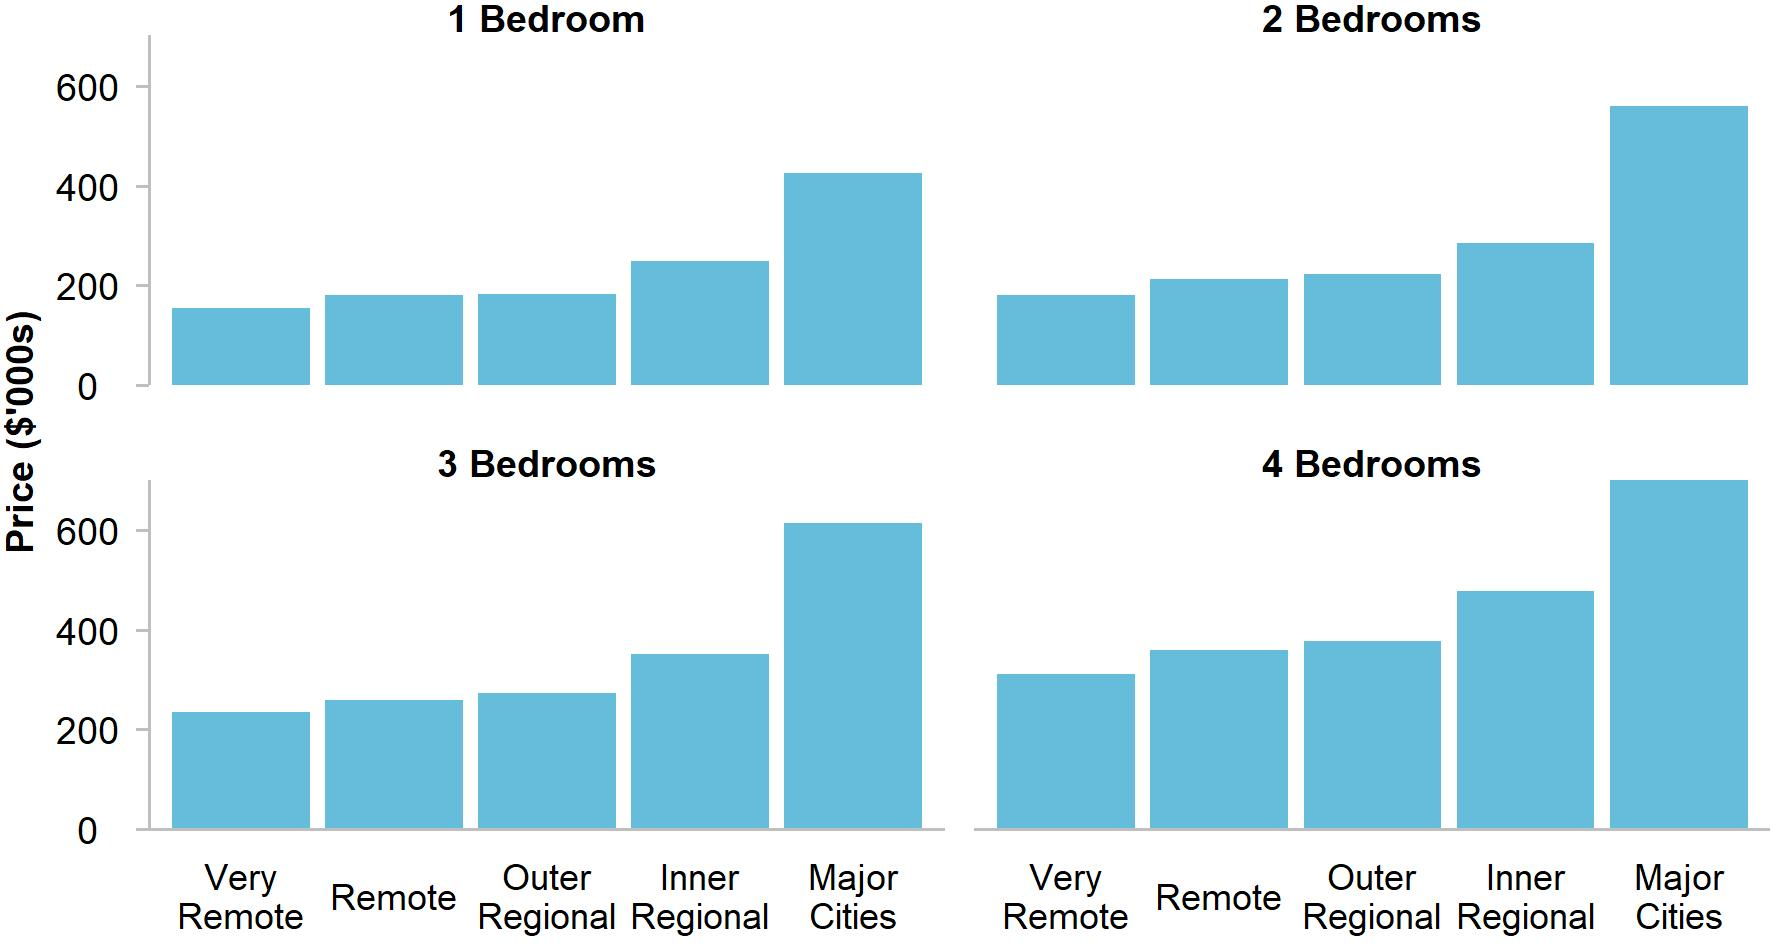 1 Bedroom
2 Bedrooms
600
400
200
0
Price ($'000s)
3 Bedrooms
4 Bedrooms
600
400
200
0
Very Remote
Remote
Outer Regional
Inner Regional
Major Cities
Very Remote
Remote
Outer Regional
Inner Regional
Major Cities